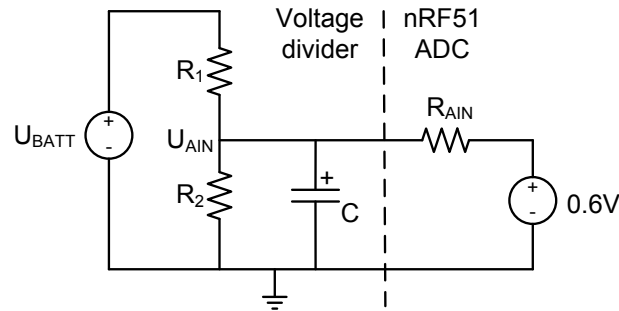 Voltage
divider
nRF51
ADC
R1
RAIN
UBATT
+
-
UAIN
R2
+
C
+
-
0.6V